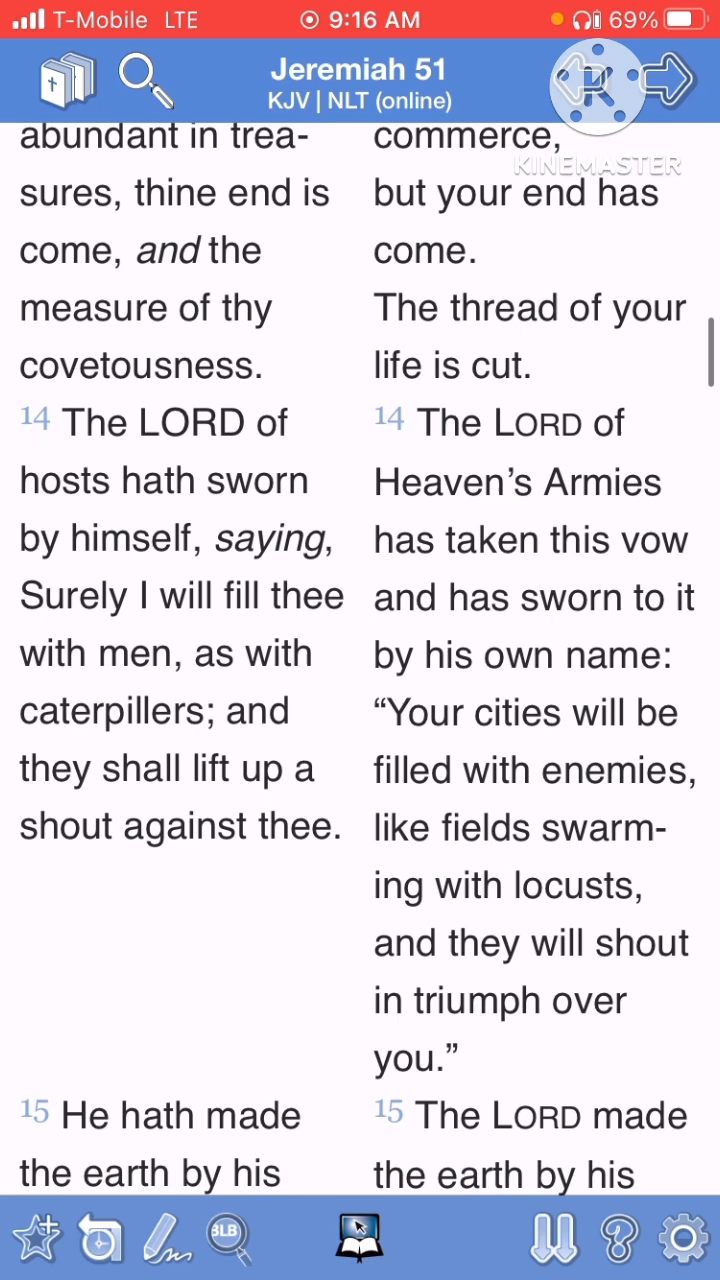 T-Mobile LTE 9:16 AM 69%
Jeremiah 51
KJV | NLT (online)
K
KINEMASTER
abundant in trea-
sures, thine end is
come, and the
measure of thy
covetousness.
14 The LORD of
hosts hath sworn
by himself, saying,
Surely I will fill thee
with men, as with
caterpillers; and
they shall lift up a
shout against thee.
15 He hath made
the earth by his
commerce,
but your end has
come.
The thread of your
life is cut.
14 The LORD of
Heaven’s Armies
has taken this vow
and has sworn to it
by his own name:
“Your cities will be
filled with enemies,
like fields swarm-
ing with locusts,
and they will shout
in triumph over
you.”
15 The LORD made
the earth by his
BLB